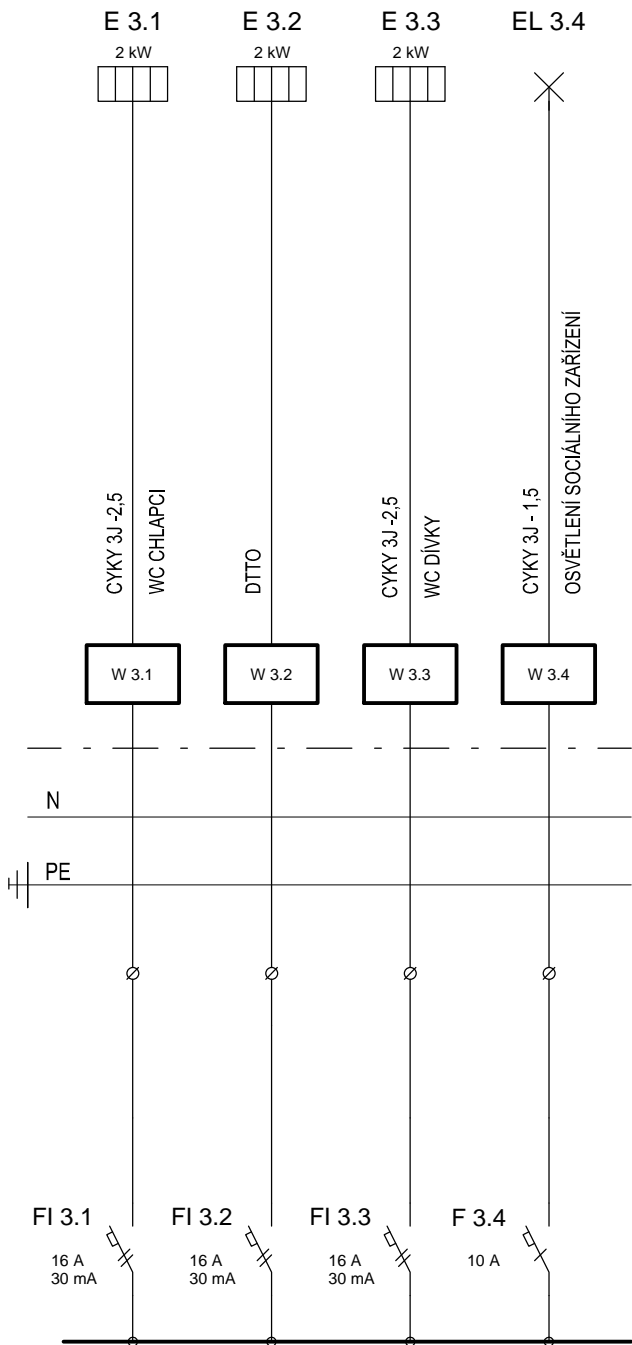 E 3.1
E 3.2
E 3.3
EL 3.4
2 kW
2 kW
2 kW
CYKY 3J -2,5
WC CHLAPCI
DTTO
CYKY 3J -2,5
WC DÍVKY
CYKY 3J - 1,5
OSVĚTLENÍ SOCIÁLNÍHO ZAŘÍZENÍ
W 3.1
W 3.2
W 3.3
W 3.4
N
PE
FI 3.1
16 A
30 mA
FI 3.2
16 A
30 mA
FI 3.3
16 A
30 mA
F 3.4
10 A